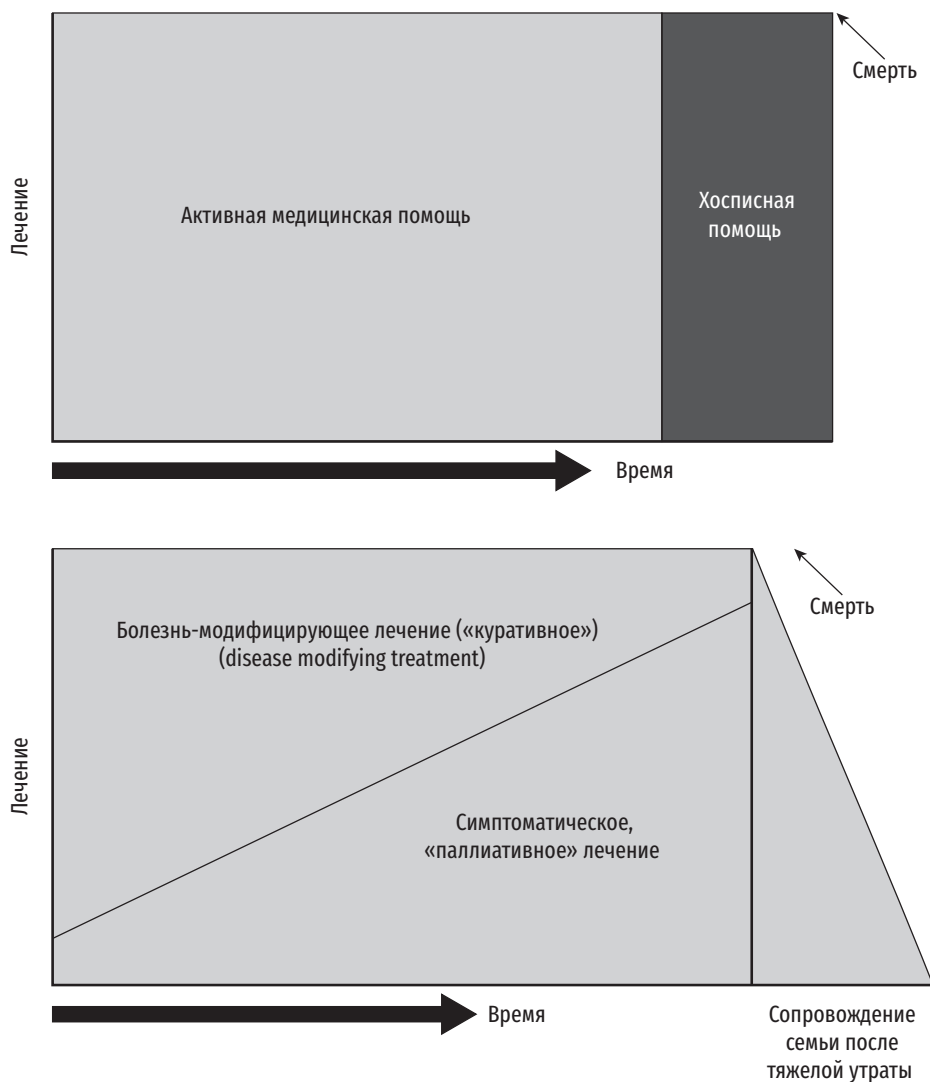 Смерть
Лечение
Активная медицинская помощь
Хосписная
помощь
Время
Смерть
Лечение
Болезнь-модифицирующее лечение («куративное»)
(disease modifying treatment)
Симптоматическое,
«паллиативное» лечение
Время
Сопровождение
семьи после
тяжелой утраты